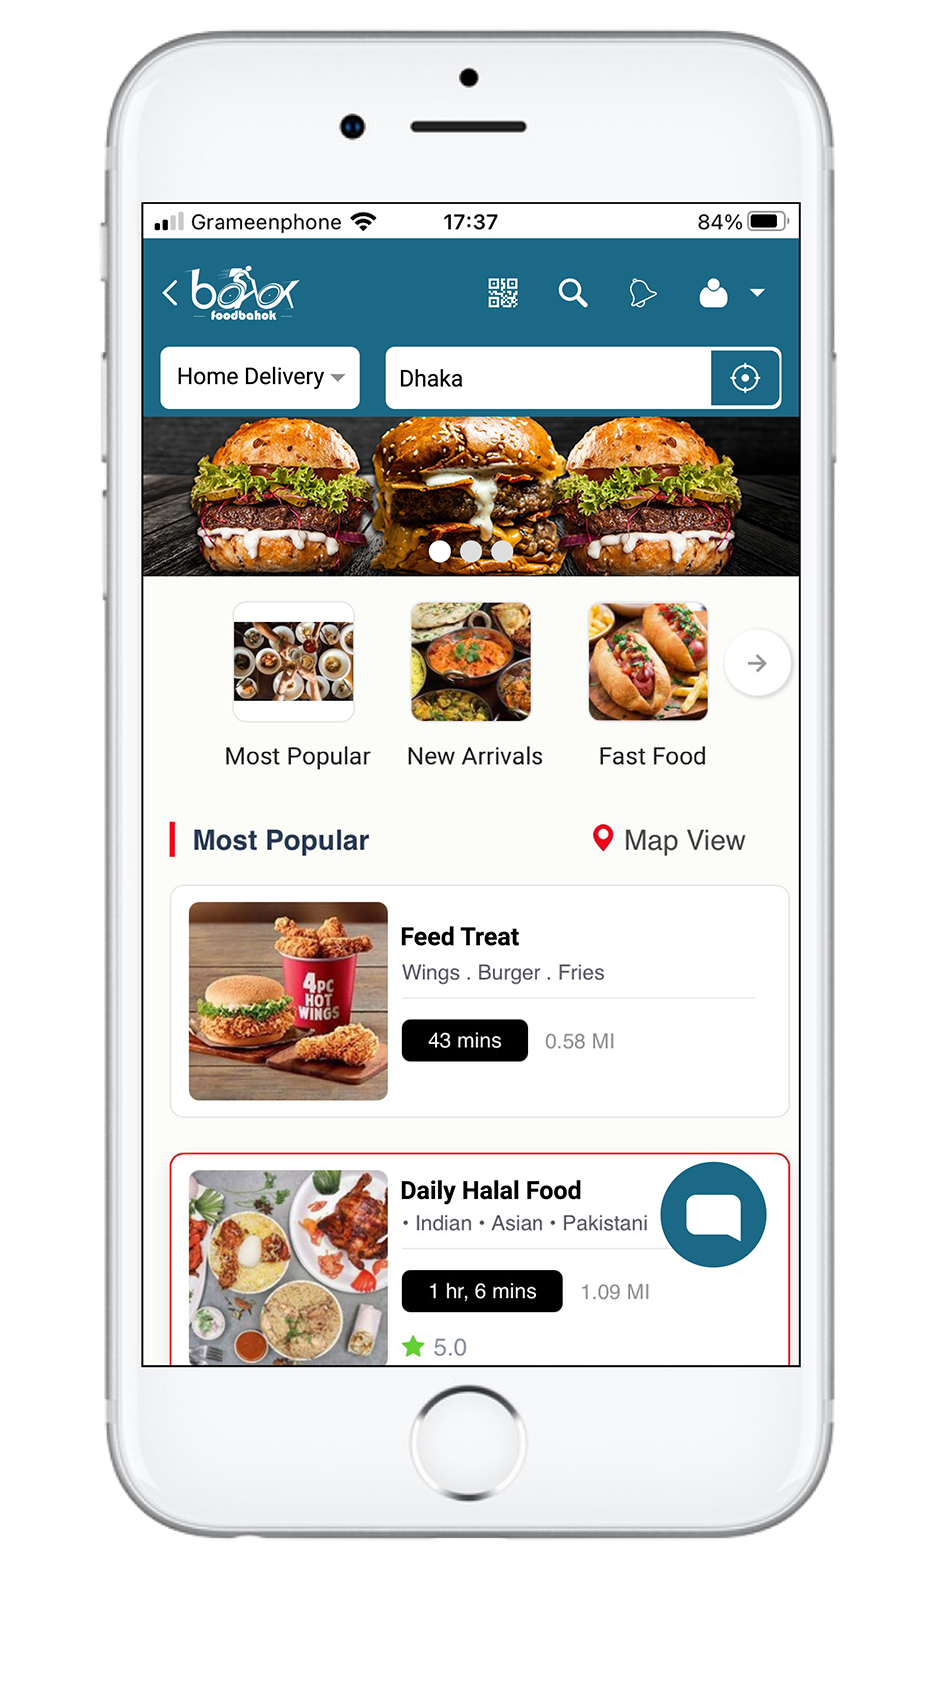 Grameenphone 17:37 84%
bahok
foodbahok
Home Delivery Dhaka
Most Popular New Arrivals Fast Food
Most Popular Map View
4PC
HOT
WINGS
Feed Treat
Wings . Burger . Fries
43 mins 0.58 MI
Daily Halal Food
• Indian • Asian • Pakistani
1 hr, 6 mins 1.09 MI
5.0